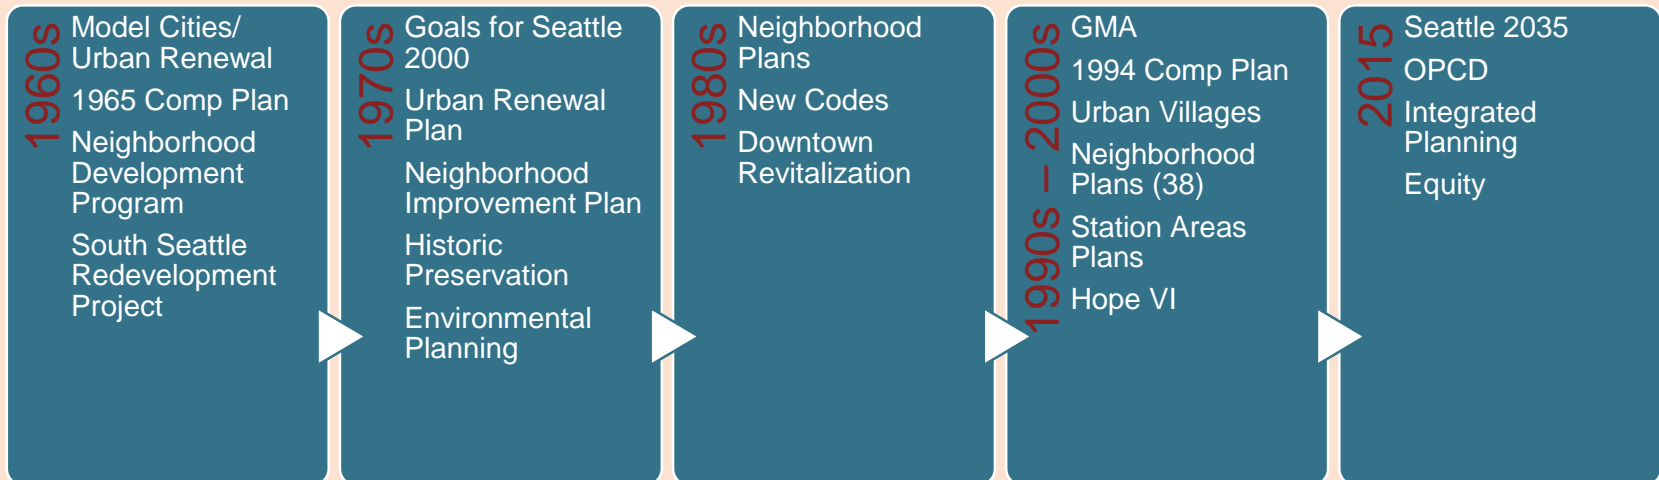 1960s
Model Cities/
Urban Renewal
1965 Comp Plan
Neighborhood
Development
Program
South Seattle
Redevelopment
Project
1970s
Goals for Seattle
2000
Urban Renewal
Plan
Neighborhood
Improvement Plan
Historic
Preservation
Environmental
Planning
1980s
Neighborhood
Plans
New Codes
Downtown
Revitalization
1990s – 2000s
GMA
1994 Comp Plan
Urban Villages
Neighborhood
Plans (38)
Station Areas
Plans
Hope VI
2015
Seattle 2035
OPCD
Integrated
Planning
Equity